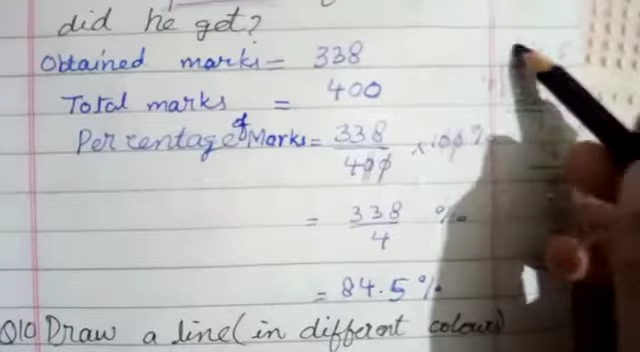 did he get?
Obtained marks = 338
Total marks = 400
Percentage of Marks = 338/400 × 100%
= 338/4 %
= 84.5%
Q10 Draw a line (in different colours)